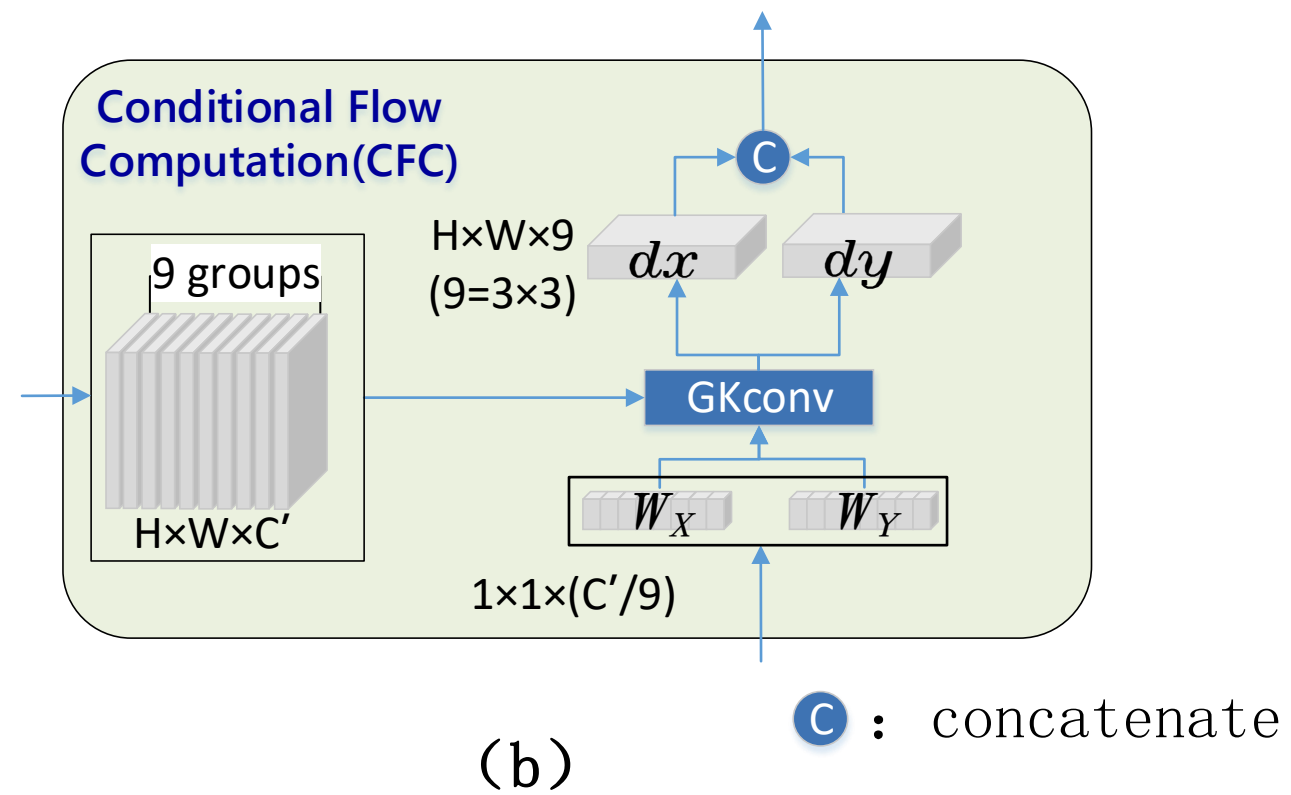 Conditional Flow
Computation(CFC)
C
H×W×9
(9=3×3)
dx
dy
9 groups
GKconv
H×W×C′
W_X
W_Y
1×1×(C′/9)
C : concatenate
(b)